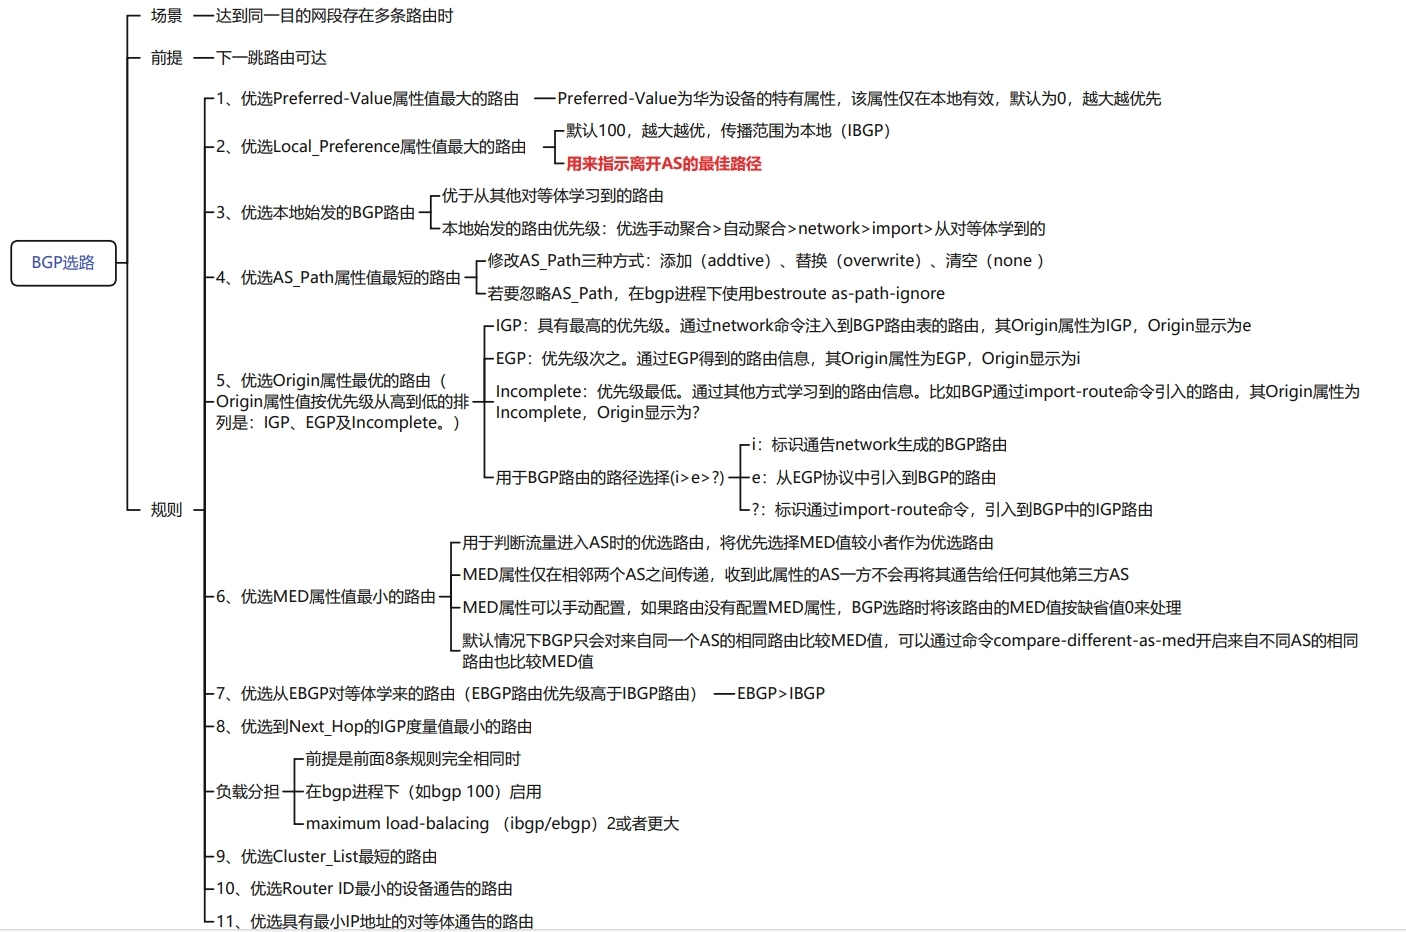 场景
达到同一目的网段存在多条路由时
前提
下一跳路由可达
1、优选Preferred-Value属性值最大的路由
Preferred-Value为华为设备的特有属性，该属性仅在本地有效，默认为0，越大越优先
2、优选Local_Preference属性值最大的路由
默认100，越大越优，传播范围为本地（IBGP）
用来指示离开AS的最佳路径
3、优选本地始发的BGP路由
优于从其他对等体学习到的路由
本地始发的路由优先级：优选手动聚合>自动聚合>network>import>从对等体学到的
BGP选路
4、优选AS_Path属性值最短的路由
修改AS_Path三种方式：添加（addtive）、替换（overwrite）、清空（none ）
若要忽略AS_Path，在bgp进程下使用bestroute as-path-ignore
5、优选Origin属性最优的路由（
Origin属性值按优先级从高到低的排
列是：IGP、EGP及Incomplete。）
IGP：具有最高的优先级。通过network命令注入到BGP路由表的路由，其Origin属性为IGP，Origin显示为e
EGP：优先级次之。通过EGP得到的路由信息，其Origin属性为EGP，Origin显示为i
Incomplete：优先级最低。通过其他方式学习到的路由信息。比如BGP通过import-route命令引入的路由，其Origin属性为
Incomplete，Origin显示为？
用于BGP路由的路径选择(i>e>?)
i：标识通告network生成的BGP路由
e：从EGP协议中引入到BGP的路由
?：标识通过import-route命令，引入到BGP中的IGP路由
规则
6、优选MED属性值最小的路由
用于判断流量进入AS时的优选路由，将优先选择MED值较小者作为优选路由
MED属性仅在相邻两个AS之间传递，收到此属性的AS一方不会再将其通告给任何其他第三方AS
MED属性可以手动配置，如果路由没有配置MED属性，BGP选路时将该路由的MED值按缺省值0来处理
默认情况下BGP只会对来自同一个AS的相同路由比较MED值，可以通过命令compare-different-as-med开启来自不同AS的相同
路由也比较MED值
7、优选从EBGP对等体学来的路由（EBGP路由优先级高于IBGP路由）
EBGP>IBGP
8、优选到Next_Hop的IGP度量值最小的路由
负载分担
前提是前面8条规则完全相同时
在bgp进程下（如bgp 100）启用
maximum load-balacing （ibgp/ebgp）2或者更大
9、优选Cluster_List最短的路由
10、优选Router ID最小的设备通告的路由
11、优选具有最小IP地址的对等体通告的路由